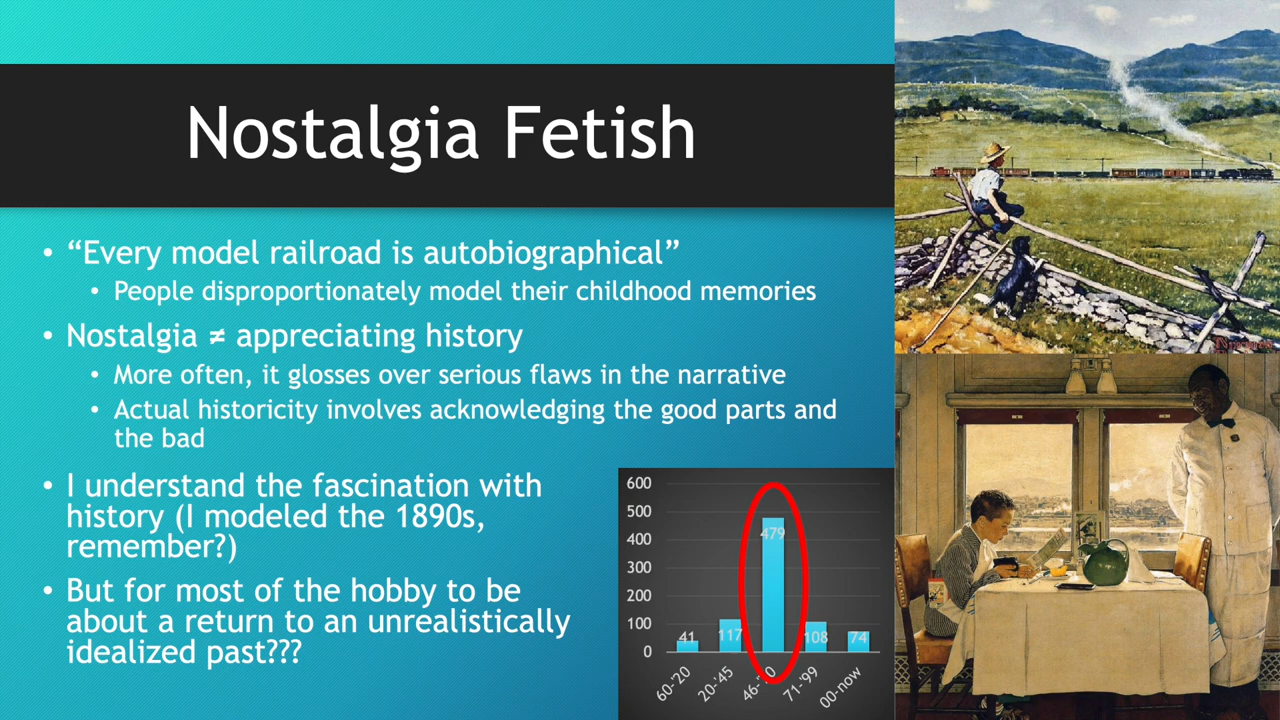 Nostalgia Fetish
• “Every model railroad is autobiographical”
• People disproportionately model their childhood memories
• Nostalgia ≠ appreciating history
• More often, it glosses over serious flaws in the narrative
• Actual historicity involves acknowledging the good parts and
the bad
• I understand the fascination with
history (I modeled the 1890s,
remember?)
• But for most of the hobby to be
about a return to an unrealistically
idealized past???
600
500
400
300
200
100
0
41
117
479
108
74
60-'20
20-'45
71-'99
00-now